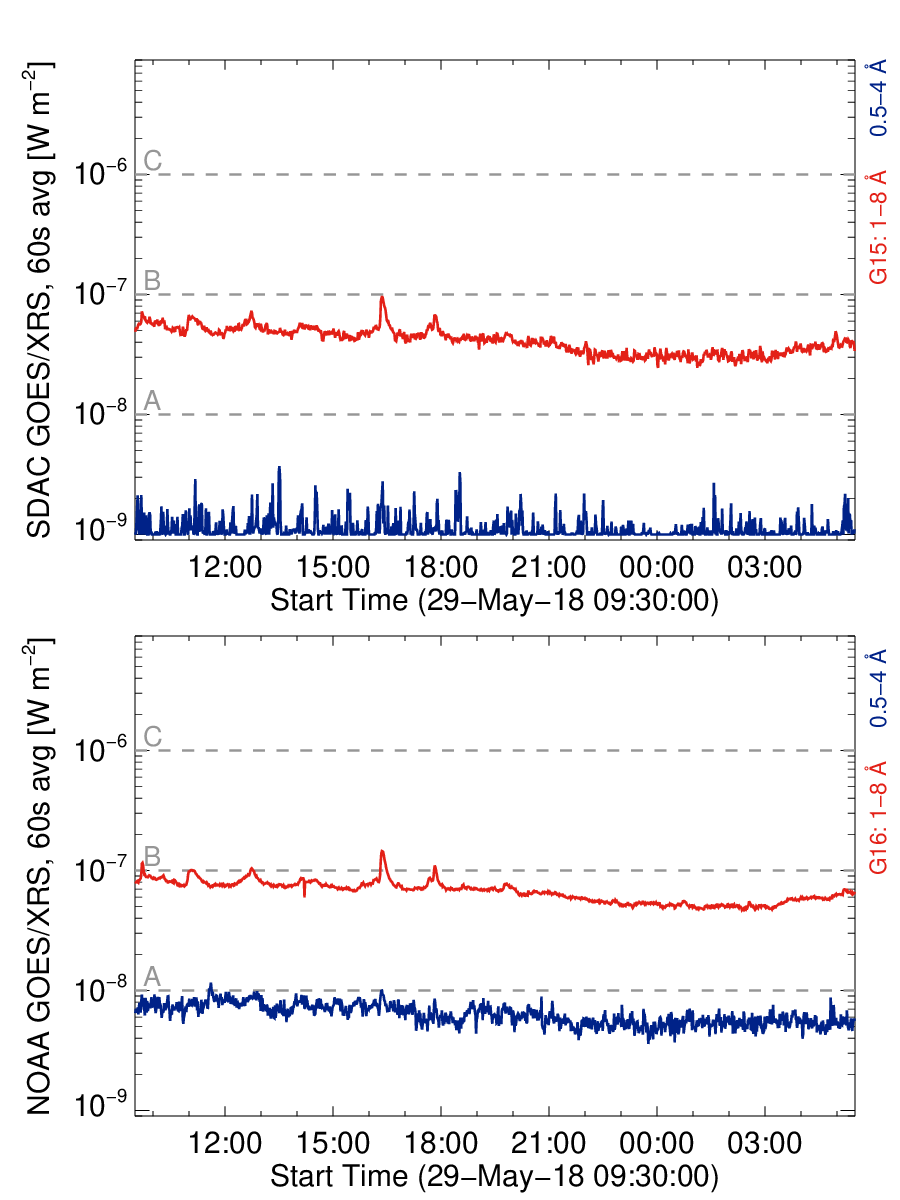 SDAC GOES/XRS, 60s avg [W m−2]
10−6
10−7
10−8
10−9
C
B
A
12:00 15:00 18:00 21:00 00:00 03:00
Start Time (29−May−18 09:30:00)
G15: 1−8 Å 0.5−4 Å
NOAA GOES/XRS, 60s avg [W m−2]
10−6
10−7
10−8
10−9
C
B
A
12:00 15:00 18:00 21:00 00:00 03:00
Start Time (29−May−18 09:30:00)
G16: 1−8 Å 0.5−4 Å